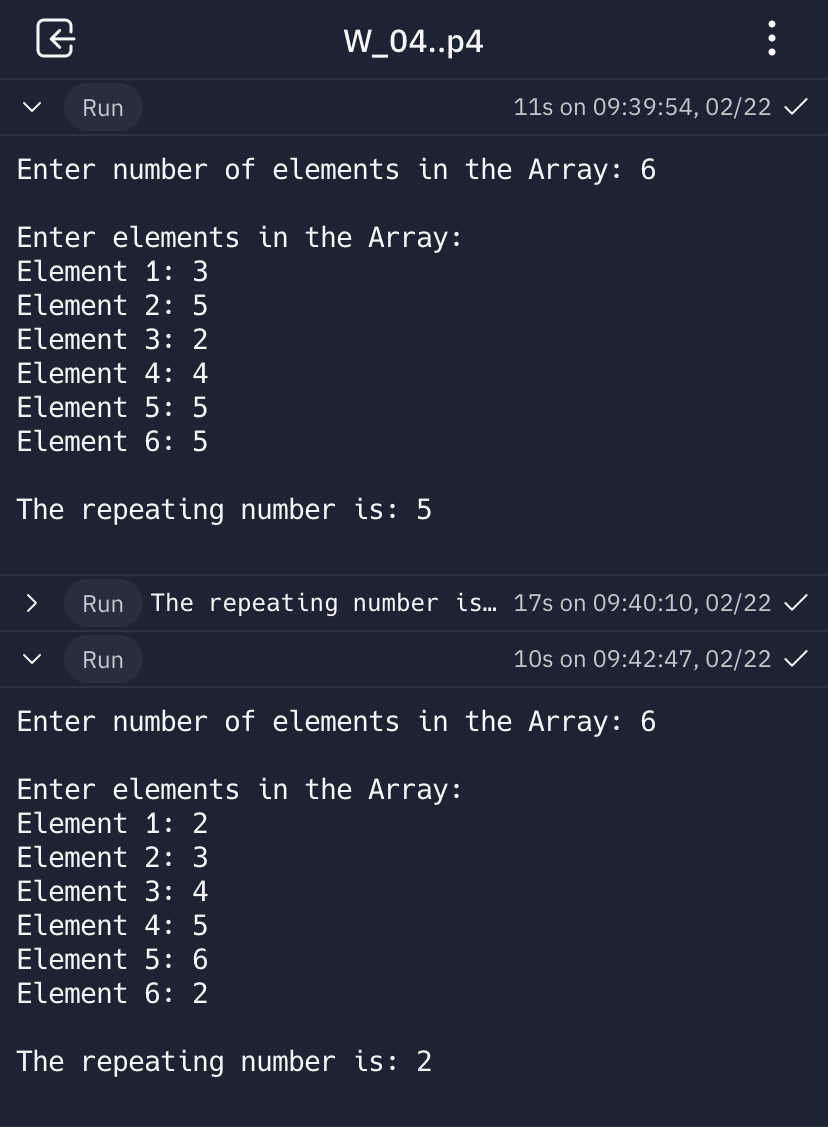 W_04..p4
Run 11s on 09:39:54, 02/22
Enter number of elements in the Array: 6
Enter elements in the Array:
Element 1: 3
Element 2: 5
Element 3: 2
Element 4: 4
Element 5: 5
Element 6: 5
The repeating number is: 5
Run The repeating number is… 17s on 09:40:10, 02/22
Run 10s on 09:42:47, 02/22
Enter number of elements in the Array: 6
Enter elements in the Array:
Element 1: 2
Element 2: 3
Element 3: 4
Element 4: 5
Element 5: 6
Element 6: 2
The repeating number is: 2